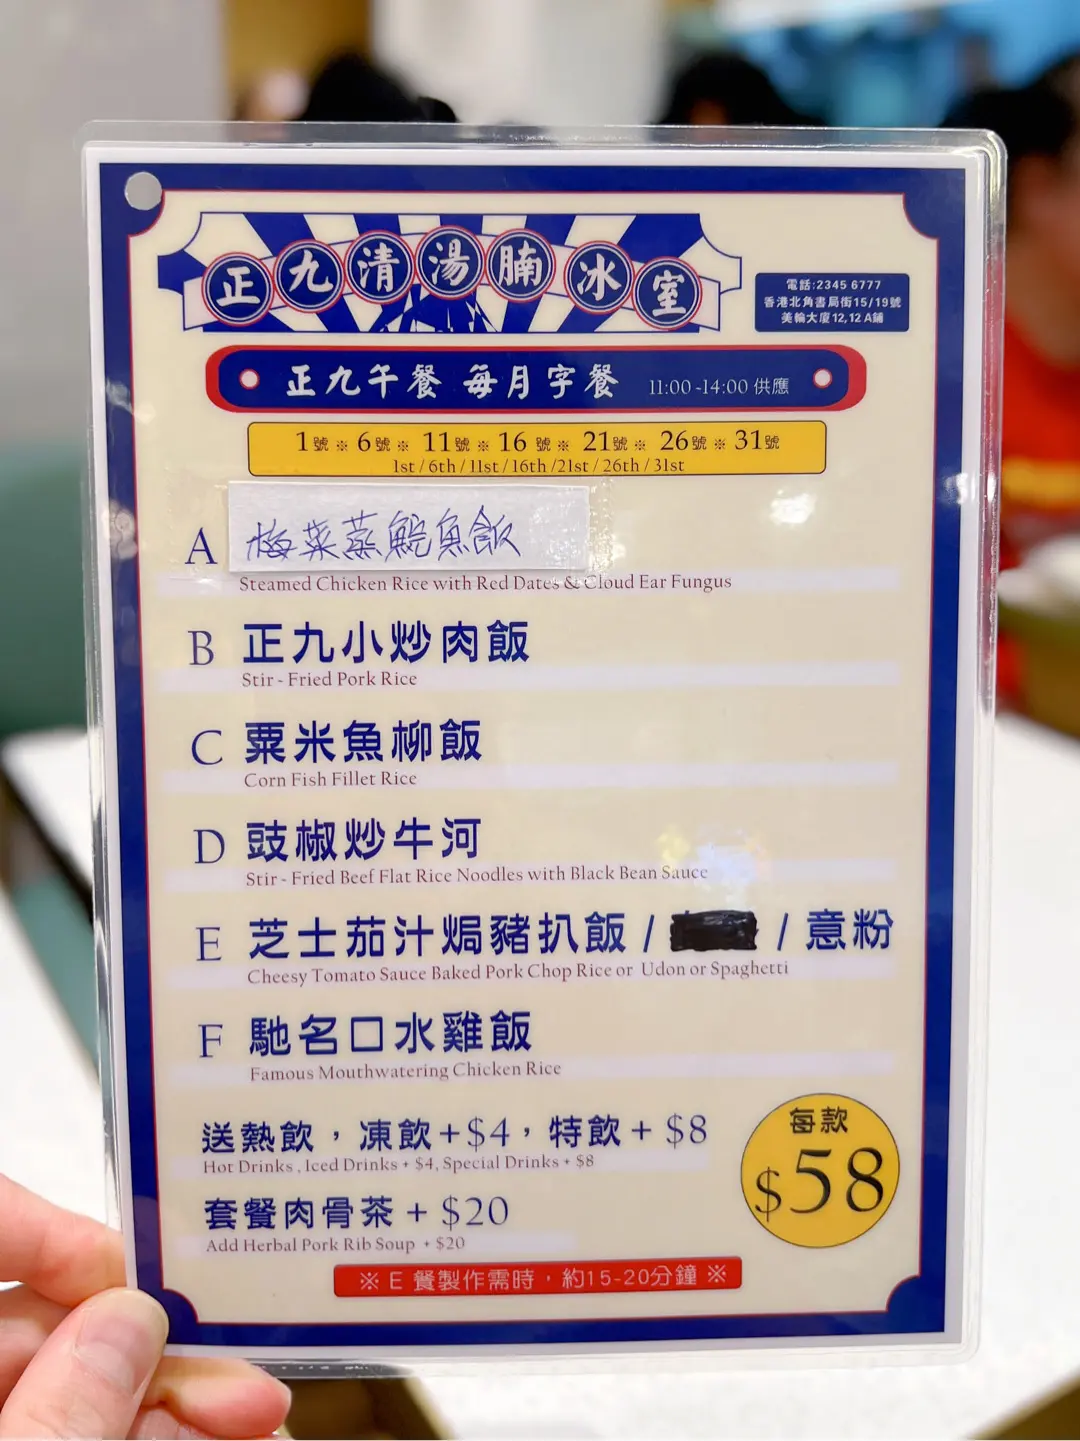 正九清湯腩冰室
電話:2345 6777
香港北角書局街15/19號
美輪大廈12,12A舖
正九午餐 每月字餐 11:00 -14:00 供應
1號 ※ 6號 ※ 11號 ※ 16號 ※ 21號 ※ 26號 ※ 31號
1st / 6th / 11st / 16th /21st / 26th / 31st
A 梅菜蒸鯇魚飯
Steamed Chicken Rice with Red Dates & Cloud Ear Fungus
B 正九小炒肉飯
Stir - Fried Pork Rice
C 粟米魚柳飯
Corn Fish Fillet Rice
D 豉椒炒牛河
Stir - Fried Beef Flat Rice Noodles with Black Bean Sauce
E 芝士茄汁焗豬扒飯 / / 意粉
Cheesy Tomato Sauce Baked Pork Chop Rice or Udon or Spaghetti
F 馳名口水雞飯
Famous Mouthwatering Chicken Rice
送熱飲，凍飲+$4，特飲+ $8
Hot Drinks , Iced Drinks + $4, Special Drinks + $8
套餐肉骨茶 + $20
Add Herbal Pork Rib Soup + $20
每款
$58
※ E 餐製作需時，約15-20分鐘 ※